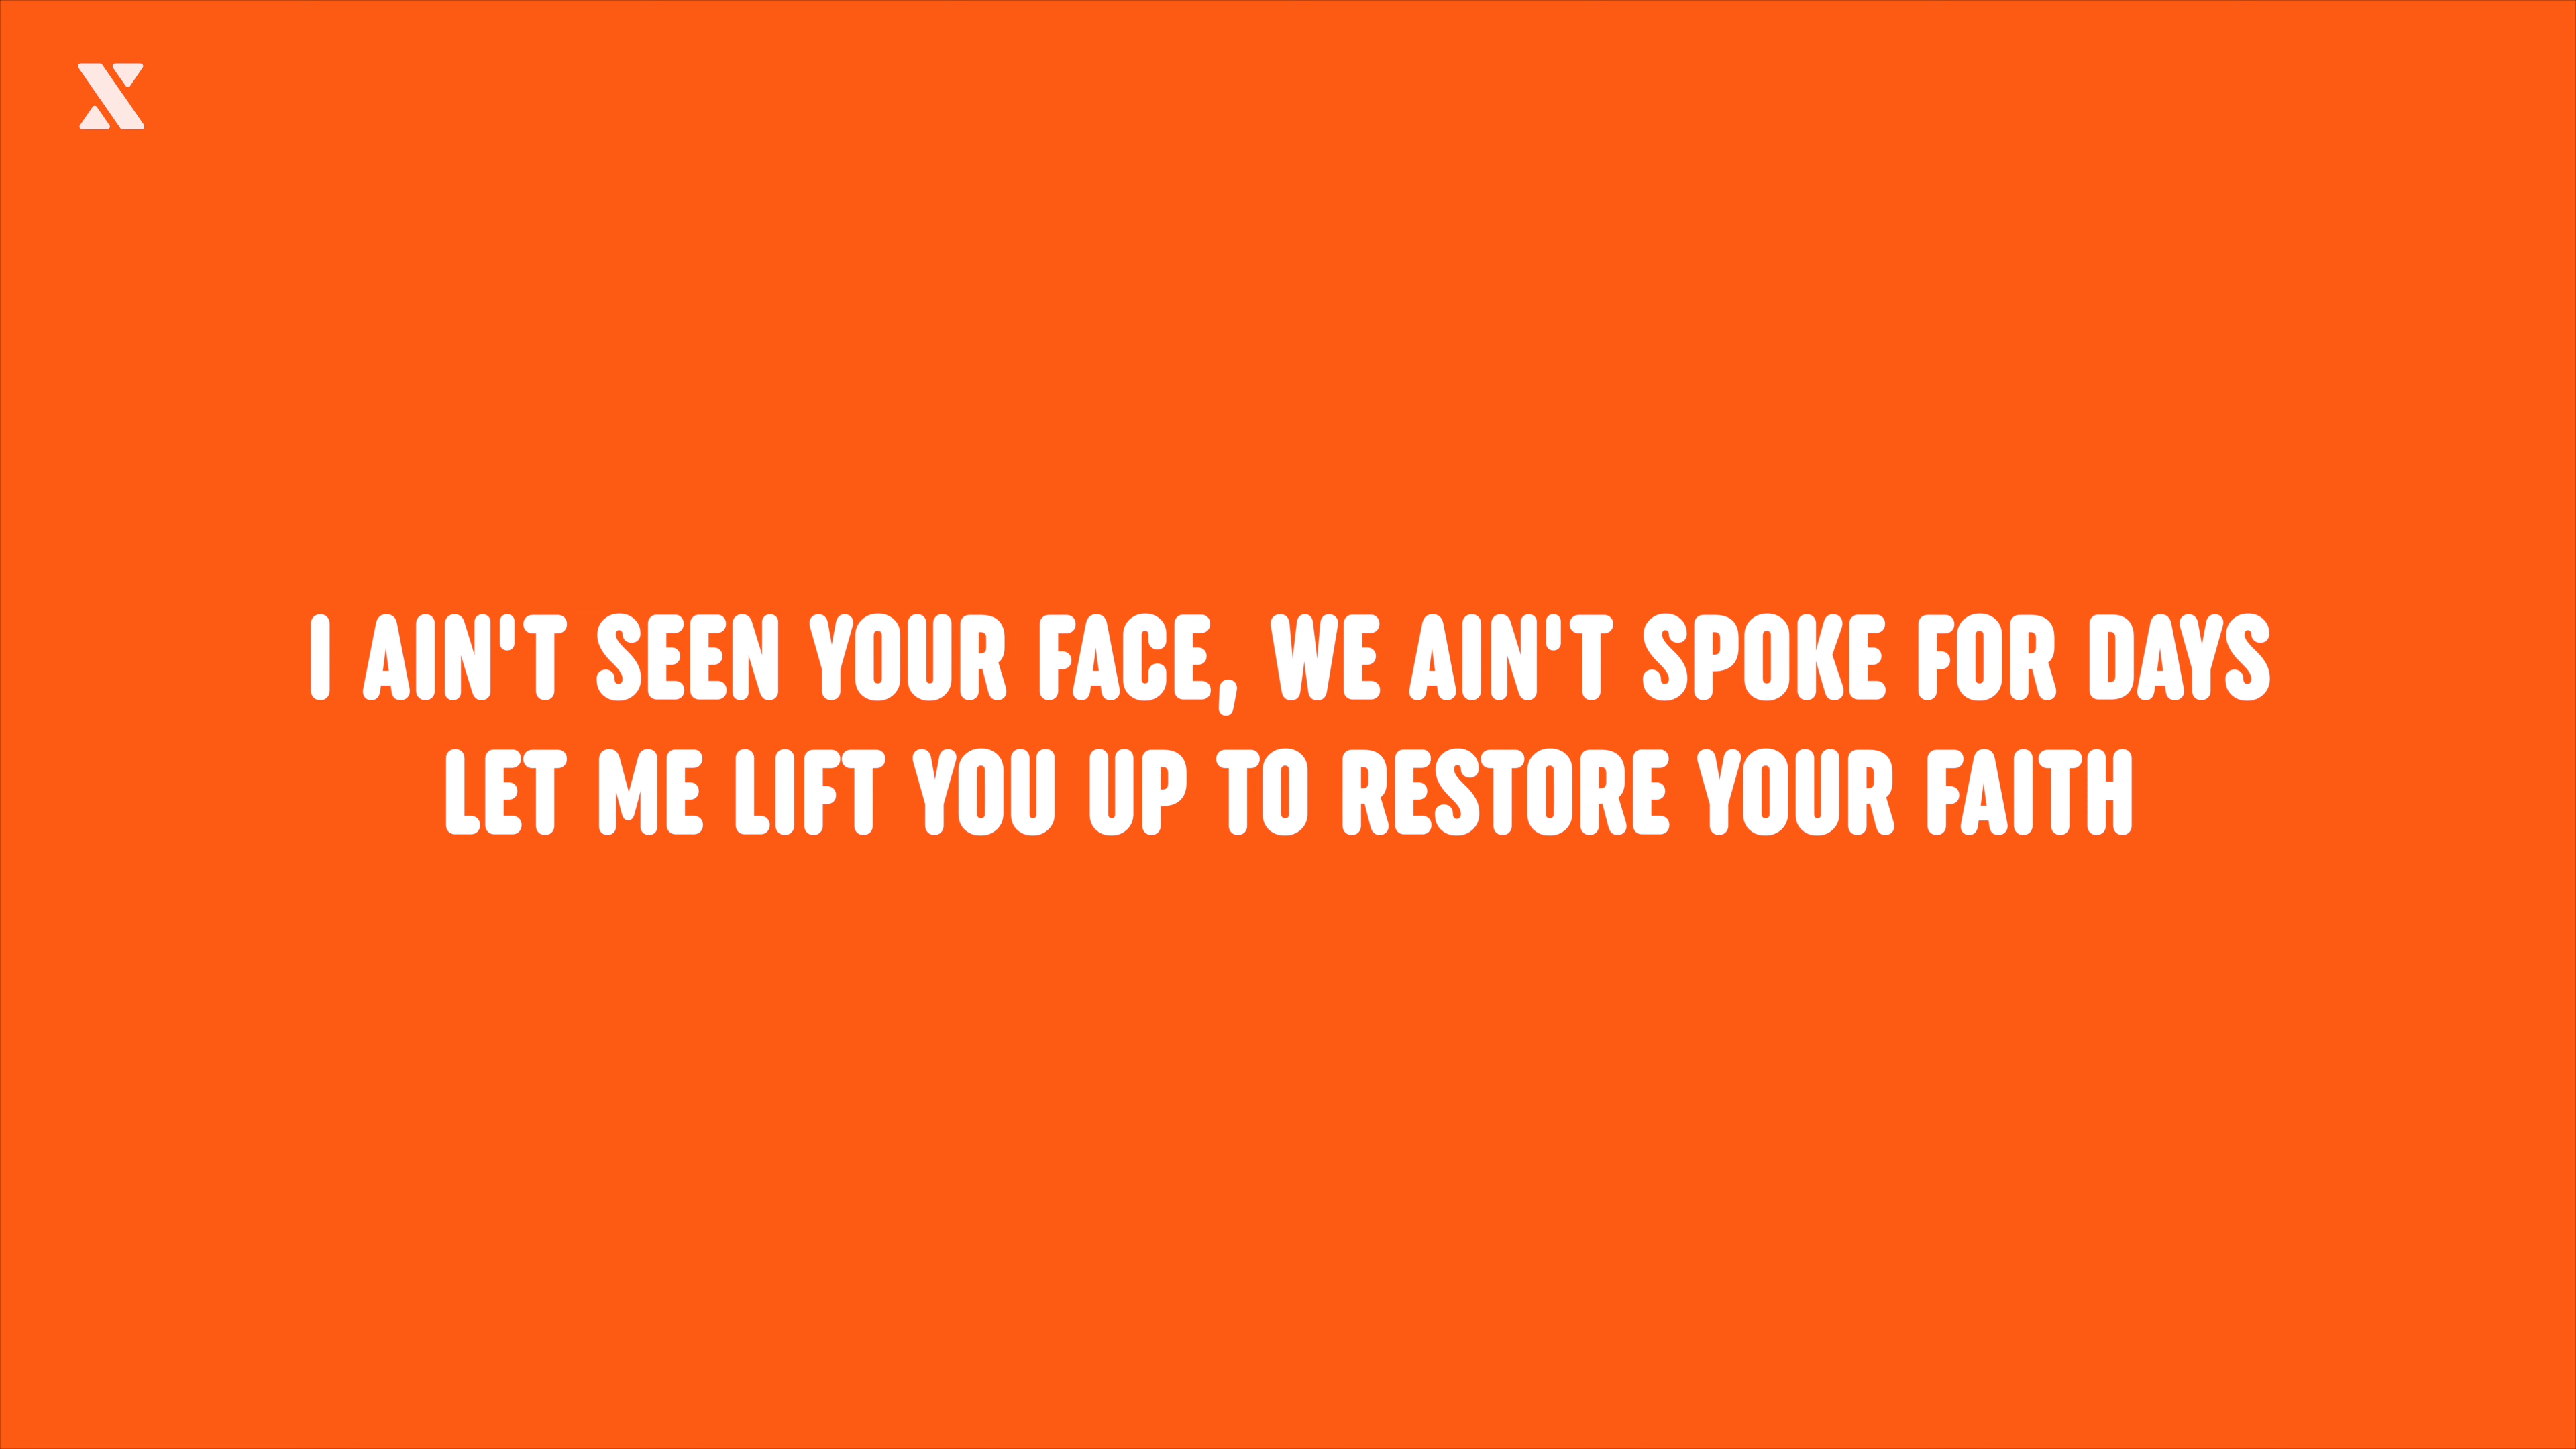 X
I AIN'T SEEN YOUR FACE, WE AIN'T SPOKE FOR DAYS
LET ME LIFT YOU UP TO RESTORE YOUR FAITH